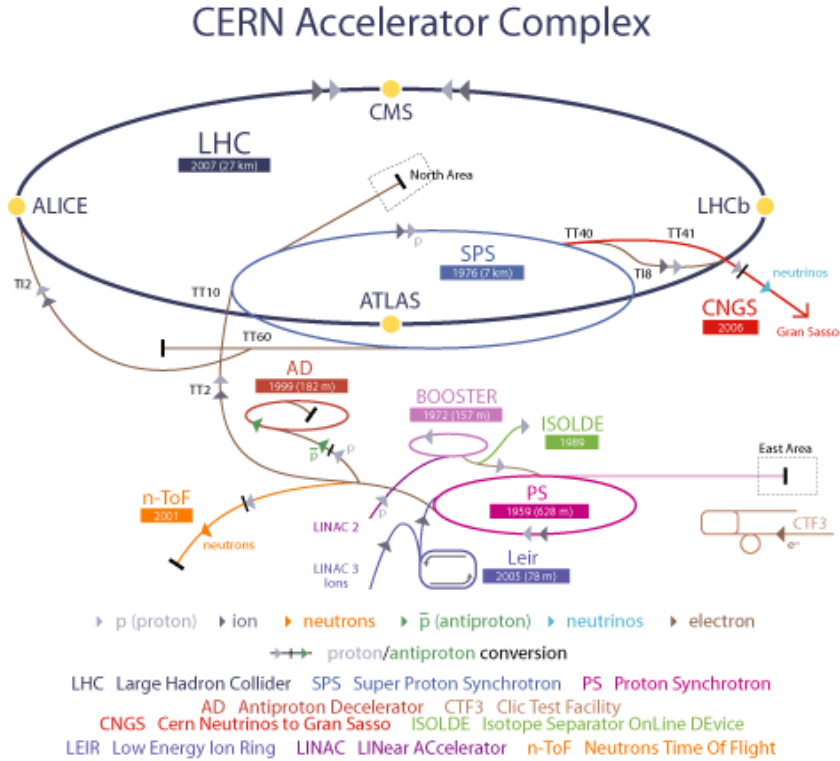 CERN Accelerator Complex
CMS
LHC
2007 (27 km)
North Area
ALICE
LHCb
TT40
TT41
p
SPS
1976 (7 km)
TI2
TI8
neutrinos
TT10
ATLAS
CNGS
2006
Gran Sasso
TT60
AD
1999 (182 m)
TT2
BOOSTER
1972 (157 m)
ISOLDE
1989
p̅
p
East Area
n-ToF
2001
PS
1959 (628 m)
p
neutrons
LINAC 2
CTF3
e⁻
LINAC 3
Ions
Leir
2005 (78 m)
p (proton) ion neutrons p̅ (antiproton) neutrinos electron
proton/antiproton conversion
LHC Large Hadron Collider SPS Super Proton Synchrotron PS Proton Synchrotron
AD Antiproton Decelerator CTF3 Clic Test Facility
CNGS Cern Neutrinos to Gran Sasso ISOLDE Isotope Separator OnLine DEvice
LEIR Low Energy Ion Ring LINAC LINear ACcelerator n-ToF Neutrons Time Of Flight